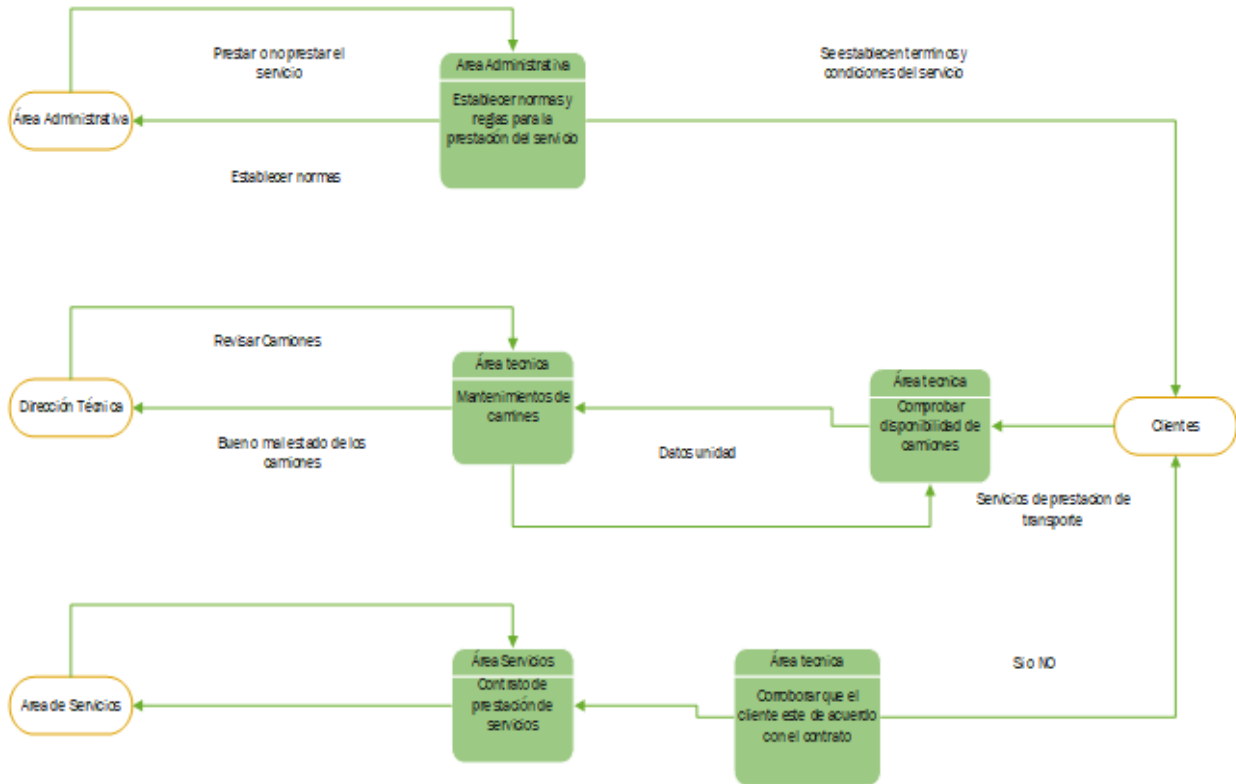 Prestar o no prestar el
servicio
Se establecen terminos y
condiciones del servicio
Area Administrativa
Establecer normas y
reglas para la
prestación del servicio
Área Administrativa
Establecer normas
Revisar Camiones
Área tecnica
Mantenimientos de
camines
Dirección Técnica
Bueno o mal estado de los
camiones
Datos unidad
Área tecnica
Comprobar
disponibilidad de
camiones
Clientes
Servicios de prestacion de
transporte
Área Servicios
Contrato de
prestación de
servicios
Area de Servicios
Área tecnica
Corroborar que el
cliente este de acuerdo
con el contrato
Si o NO